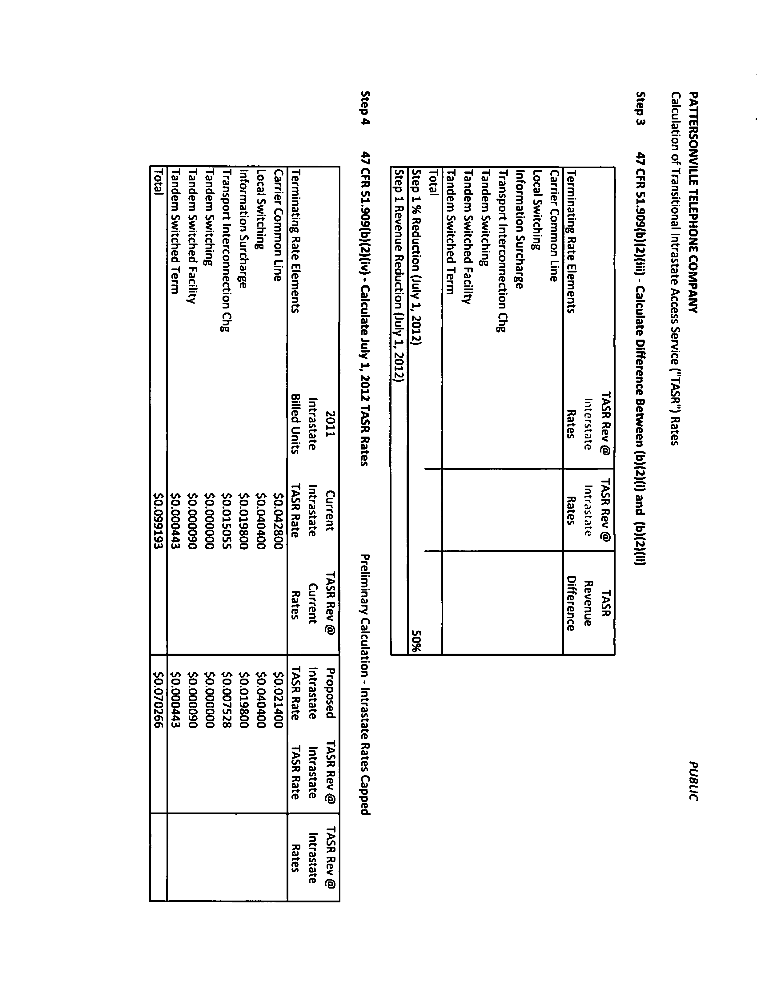 PATTERSONVILLE TELEPHONE COMPANY PUBLIC
Calculation of Transitional Intrastate Access Service ("TASR") Rates
Step 3 47 CFR 51.909(b)(2)(iii) - Calculate Difference Between (b)(2)(i) and (b)(2)(ii)
TASR Rev @ TASR Rev @ TASR
Interstate Intrastate Revenue
Terminating Rate Elements Rates Rates Difference
Carrier Common Line
Local Switching
Information Surcharge
Transport Interconnection Chg
Tandem Switching
Tandem Switched Facility
Tandem Switched Term
Total
Step 1 % Reduction (July 1, 2012) 50%
Step 1 Revenue Reduction (July 1, 2012)
Step 4 47 CFR 51.909(b)(2)(iv) - Calculate July 1, 2012 TASR Rates Preliminary Calculation - Intrastate Rates Capped
2011 Current TASR Rev @ Proposed TASR Rev @ TASR Rev @
Intrastate Intrastate Current Intrastate Intrastate Intrastate
Terminating Rate Elements Billed Units TASR Rate Rates TASR Rate TASR Rate Rates
Carrier Common Line $0.042800 $0.021400
Local Switching $0.040400 $0.040400
Information Surcharge $0.019800 $0.019800
Transport Interconnection Chg $0.015055 $0.007528
Tandem Switching $0.000000 $0.000000
Tandem Switched Facility $0.000090 $0.000090
Tandem Switched Term $0.000443 $0.000443
Total $0.099193 $0.070266